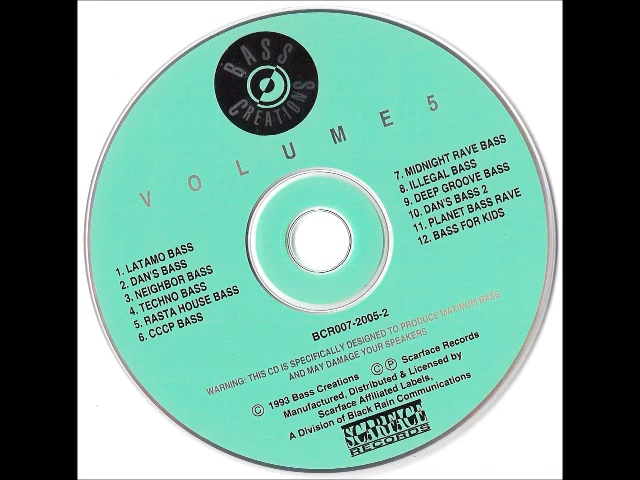 BASS
CREATIONS
VOLUME 5
1. LATAMO BASS
2. DAN'S BASS
3. NEIGHBOR BASS
4. TECHNO BASS
5. RASTA HOUSE BASS
6. CCCP BASS
7. MIDNIGHT RAVE BASS
8. ILLEGAL BASS
9. DEEP GROOVE BASS
10. DAN'S BASS 2
11. PLANET BASS RAVE
12. BASS FOR KIDS
BCR007-2005-2
WARNING: THIS CD IS SPECIFICALLY DESIGNED TO PRODUCE MAXIMUM BASS
AND MAY DAMAGE YOUR SPEAKERS
© 1993 Bass Creations © ℗ Scarface Records
Manufactured, Distributed & Licensed by
Scarface Affiliated Labels,
A Division of Black Rain Communications
SCARFACE
RECORDS